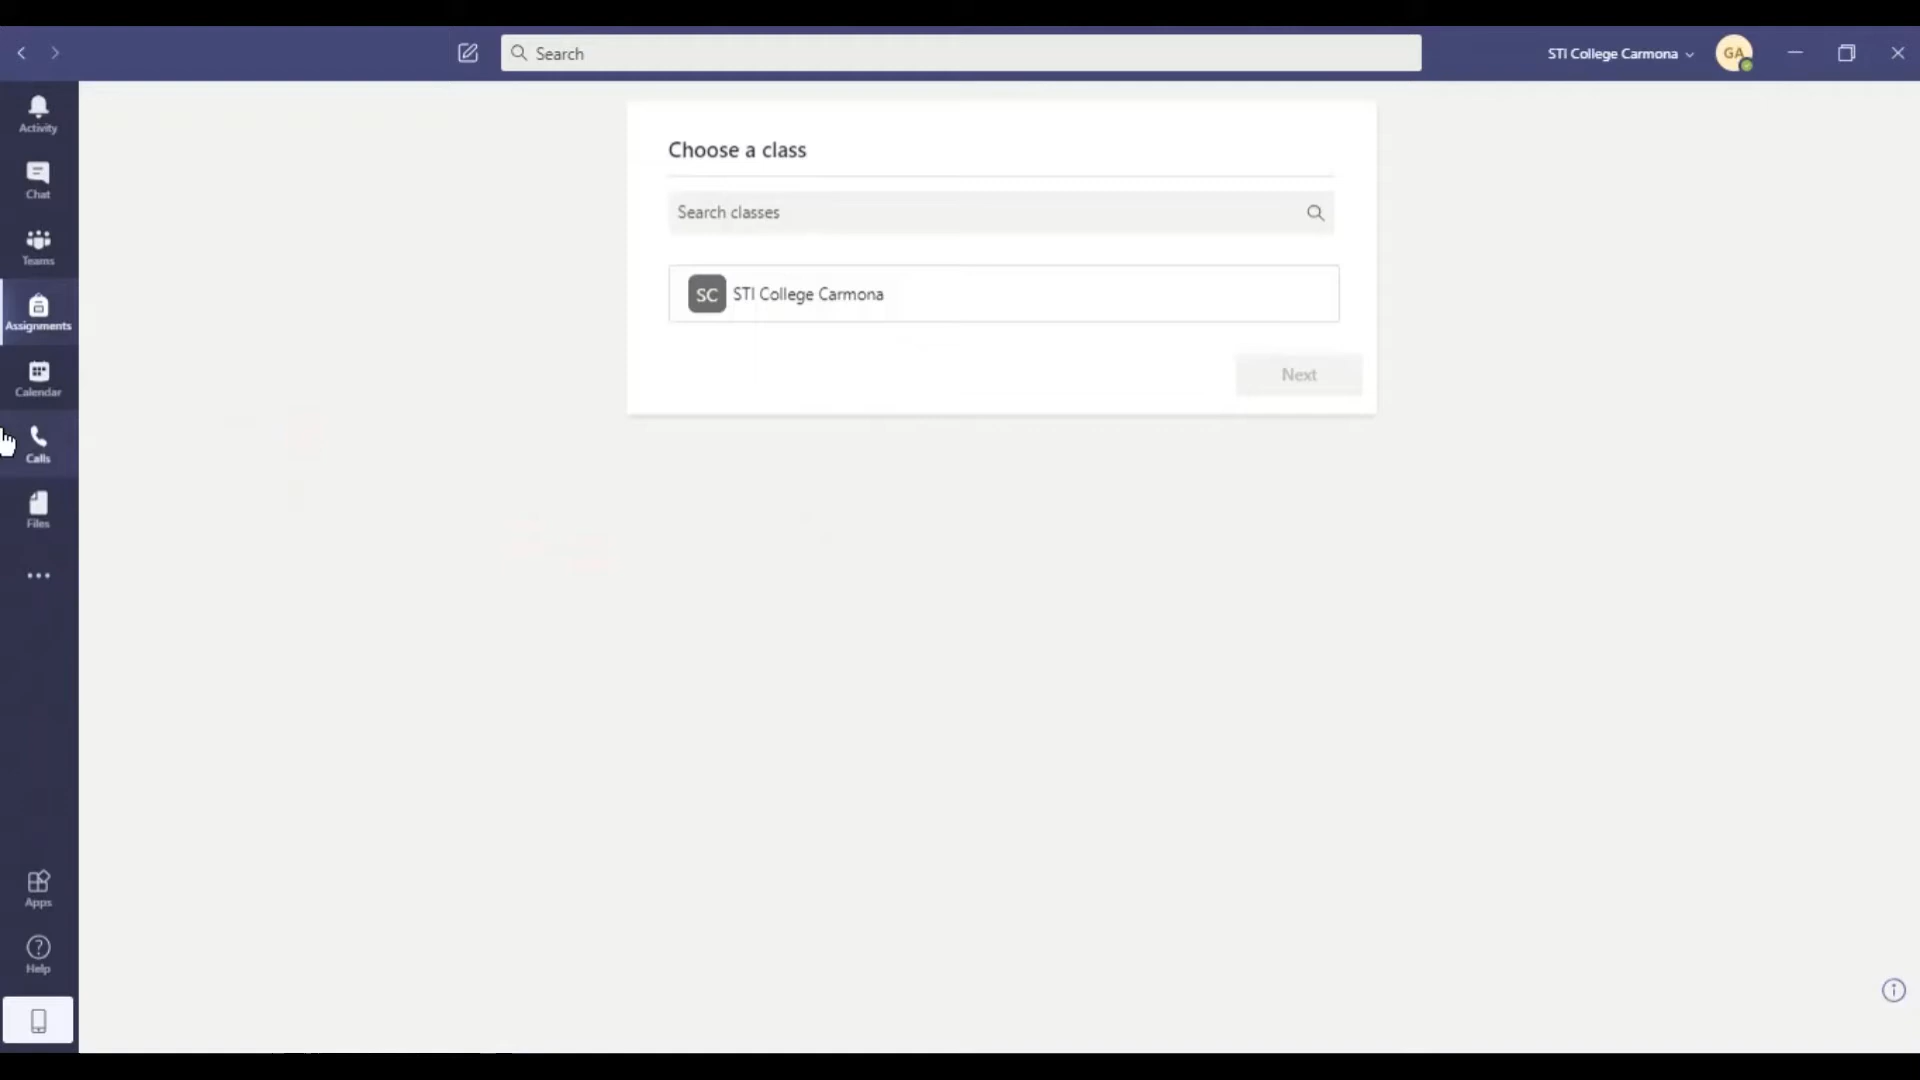 Search
STI College Carmona
GA
Activity
Chat
Teams
Assignments
Calendar
Calls
Files
Apps
Help
Choose a class
Search classes
SC STI College Carmona
Next